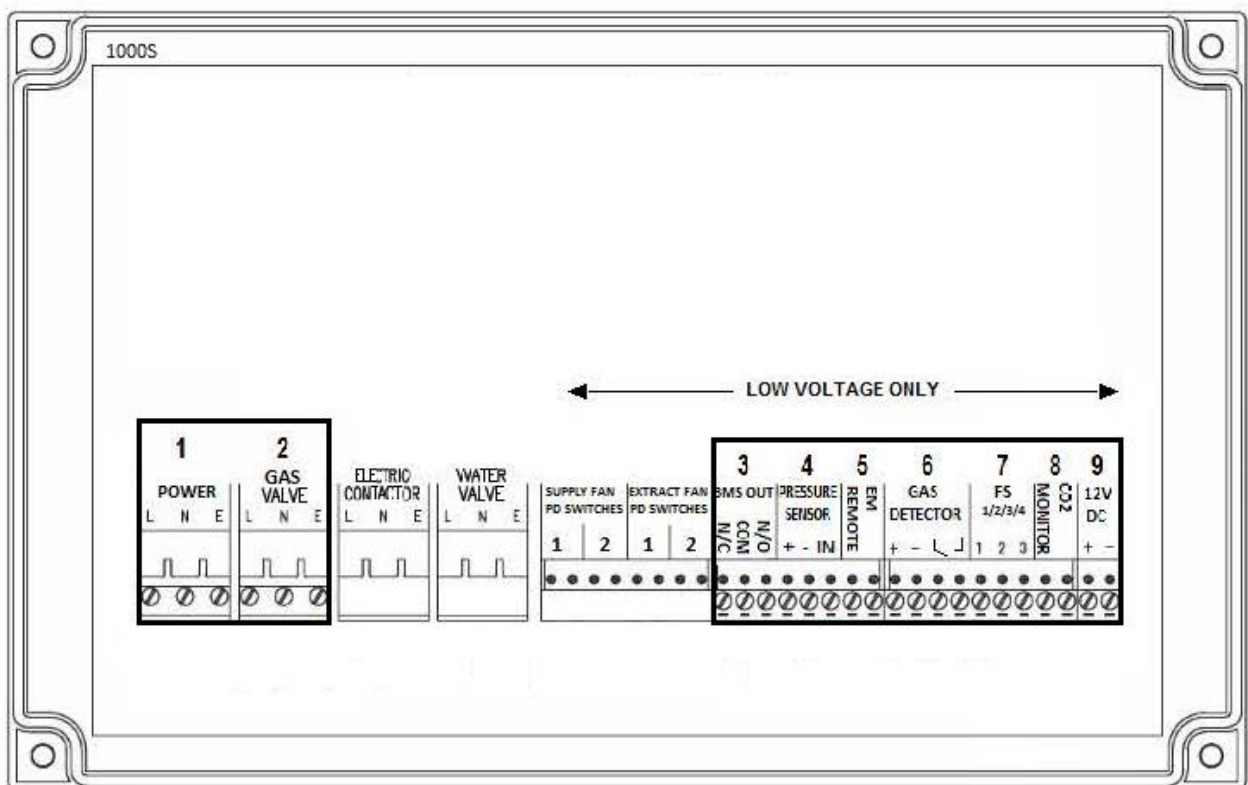 1000S
LOW VOLTAGE ONLY
1
POWER
L N E
2
GAS
VALVE
L N E
ELECTRIC
CONTACTOR
L N E
WATER
VALVE
L N E
SUPPLY FAN
PD SWITCHES
1 2
EXTRACT FAN
PD SWITCHES
1 2
3
BMS OUT
N/C COM N/O
4
PRESSURE
SENSOR
+ - IN
5
EM
REMOTE
6
GAS
DETECTOR
+ -
7
FS
1/2/3/4
1 2 3
8
CO2
MONITOR
9
12V
DC
+ -